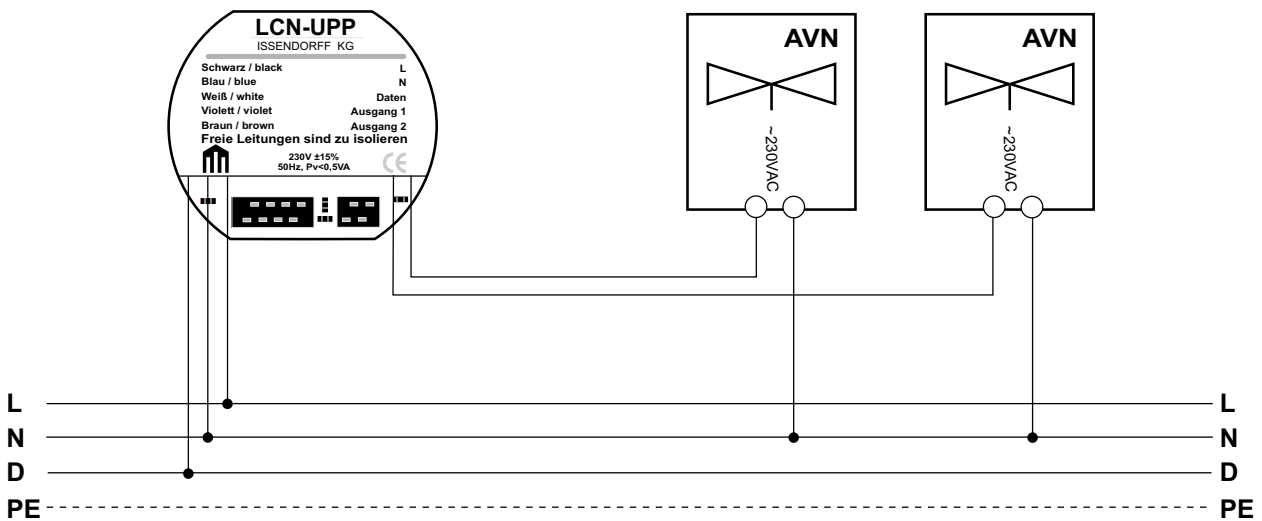 LCN-UPP
ISSENDORFF KG
Schwarz / black L
Blau / blue N
Weiß / white Daten
Violett / violet Ausgang 1
Braun / brown Ausgang 2
Freie Leitungen sind zu isolieren
230V ±15%
50Hz, Pv<0,5VA
CE
AVN
~230VAC
AVN
~230VAC
L L
N N
D D
PE PE